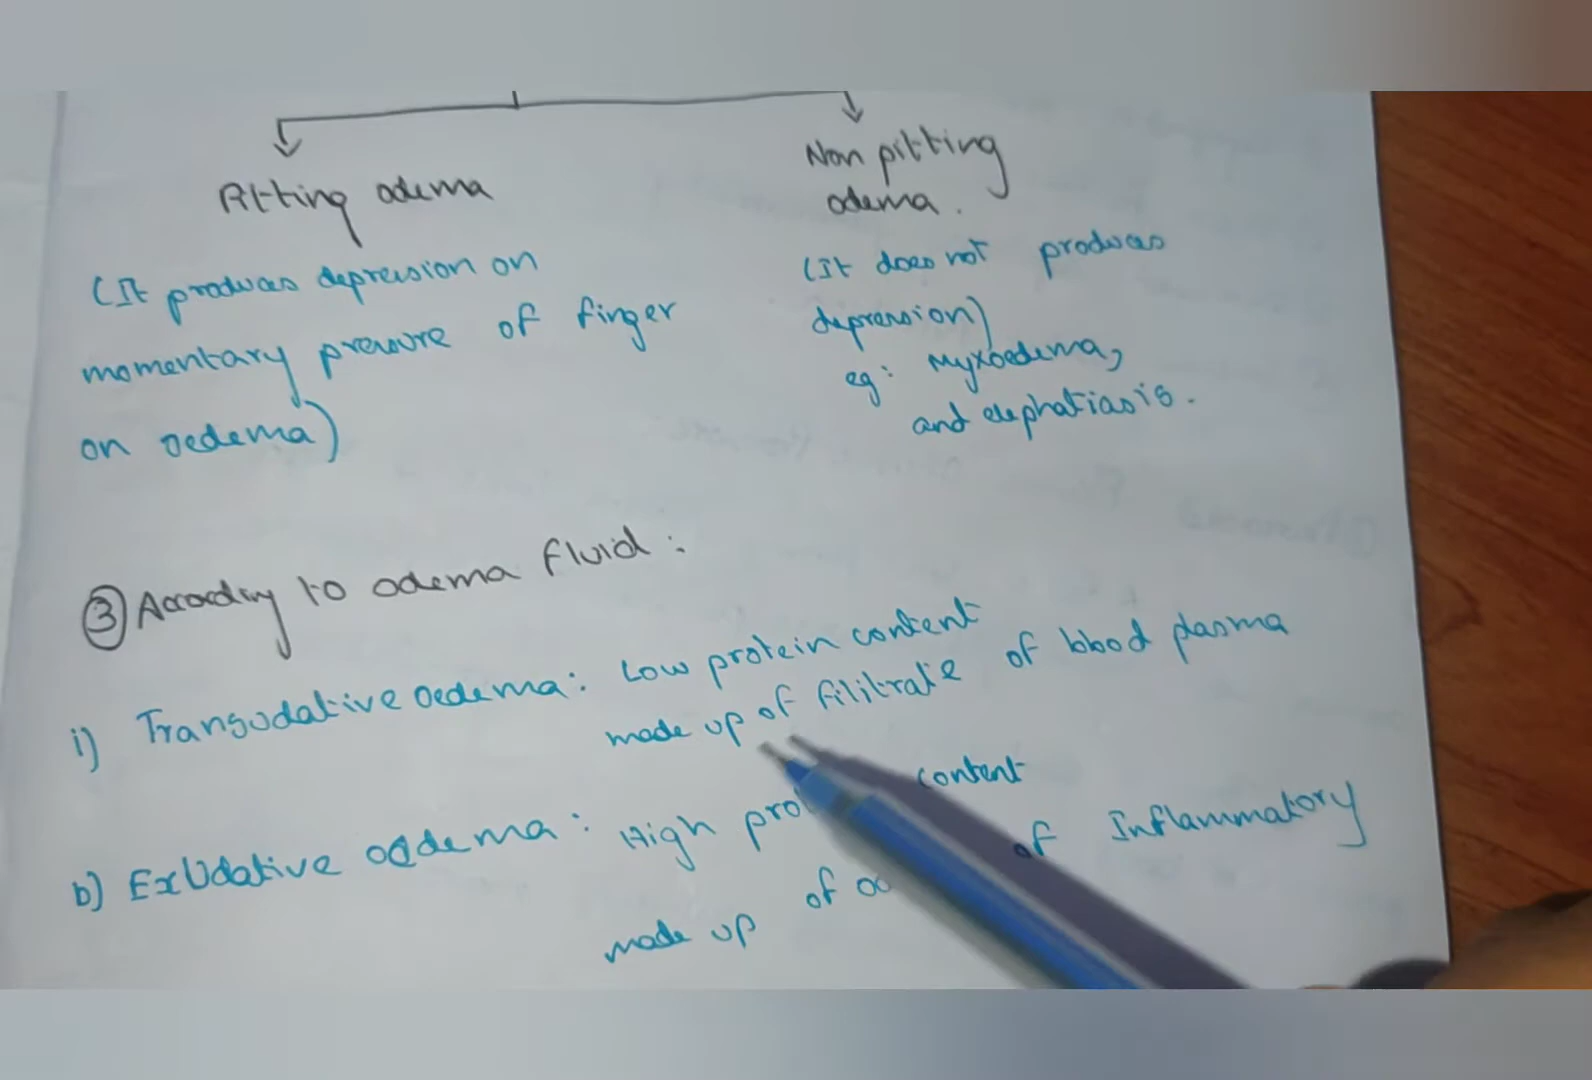 Pitting odema
Non pitting
odema.
(It produces depression on
momentary pressure of finger
on oedema)
(It does not produces
depression)
eg: Myxoedema,
and elephatiasis.
③ According to odema fluid:
i) Transudative oedema: Low protein content
made up of filitrate of blood plasma
b) Exudative oedema: High content
made up of of Inflammatory